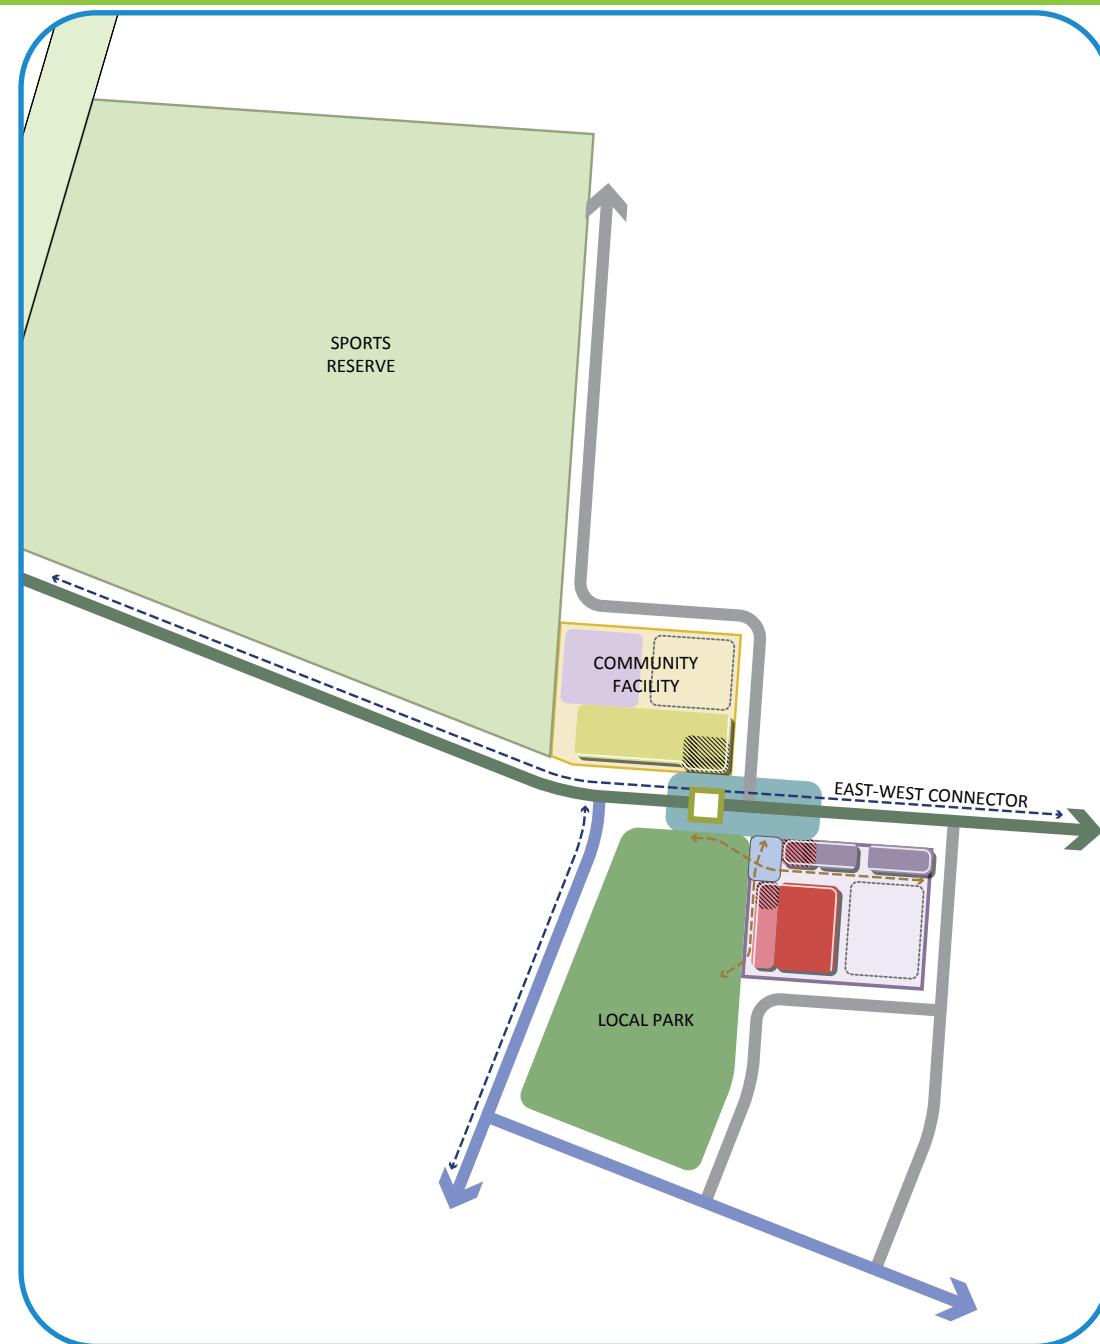 SPORTS
RESERVE
COMMUNITY
FACILITY
EAST-WEST CONNECTOR
LOCAL PARK